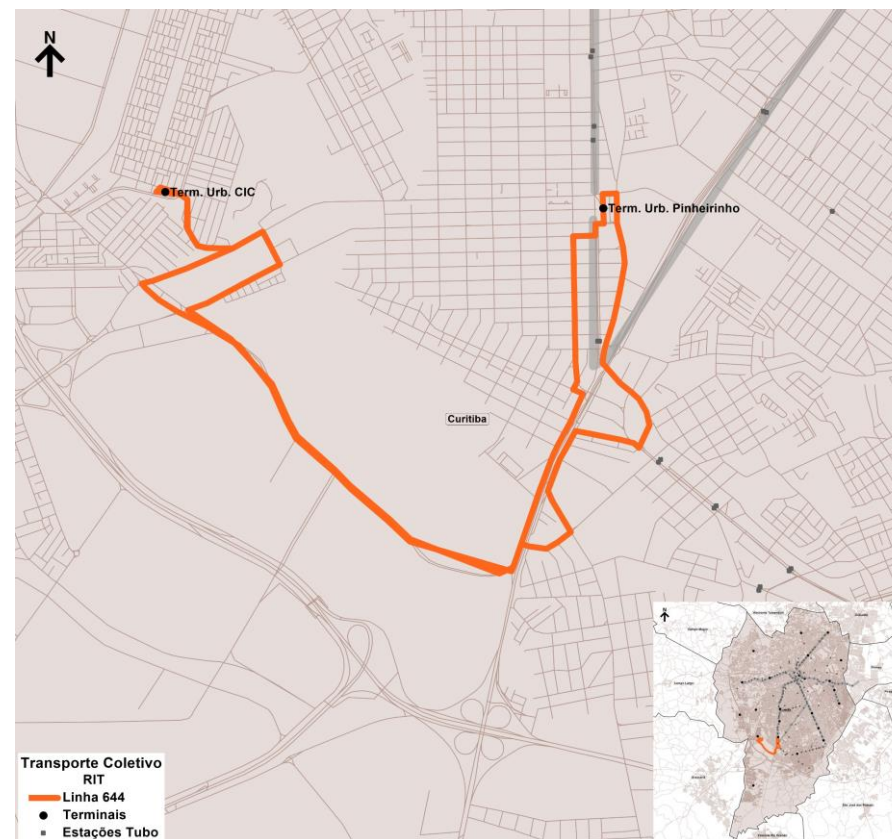 N
Term. Urb. CIC
Term. Urb. Pinheirinho
Curitiba
N
Transporte Coletivo
RIT
Linha 644
Terminais
Estações Tubo